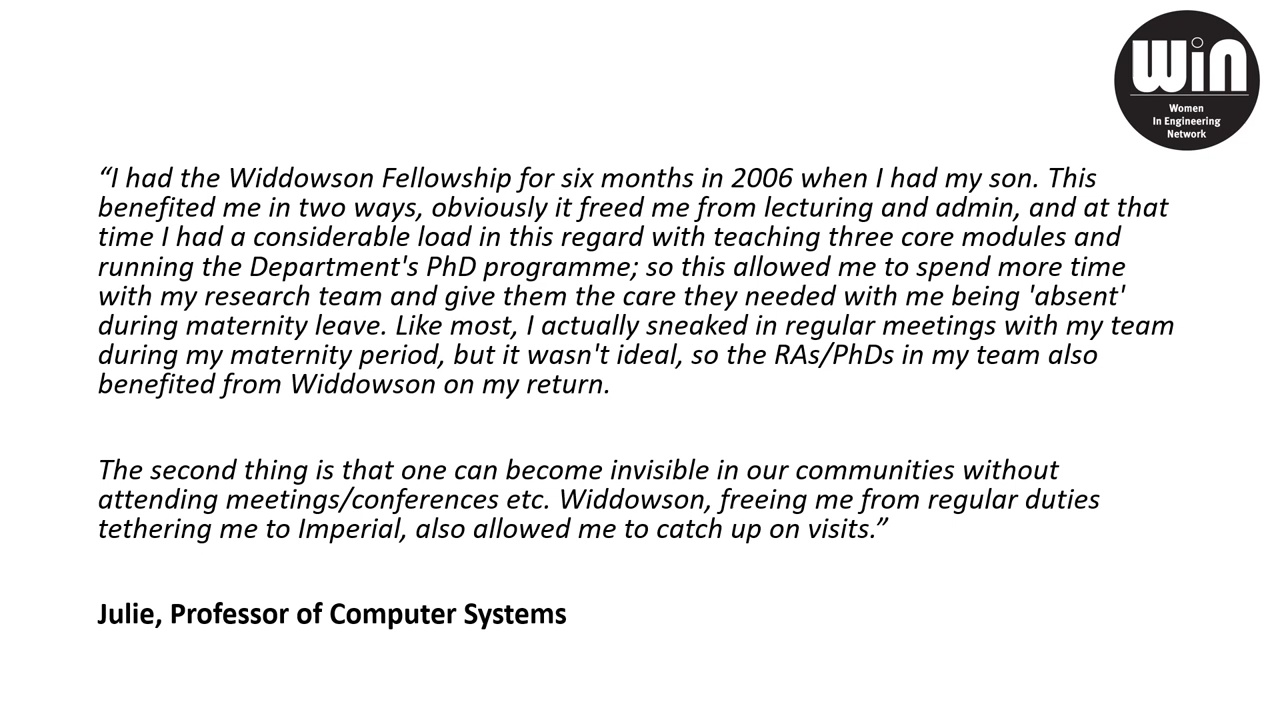 WiN
Women
In Engineering
Network
“I had the Widdowson Fellowship for six months in 2006 when I had my son. This
benefited me in two ways, obviously it freed me from lecturing and admin, and at that
time I had a considerable load in this regard with teaching three core modules and
running the Department's PhD programme; so this allowed me to spend more time
with my research team and give them the care they needed with me being 'absent'
during maternity leave. Like most, I actually sneaked in regular meetings with my team
during my maternity period, but it wasn't ideal, so the RAs/PhDs in my team also
benefited from Widdowson on my return.
The second thing is that one can become invisible in our communities without
attending meetings/conferences etc. Widdowson, freeing me from regular duties
tethering me to Imperial, also allowed me to catch up on visits.”
Julie, Professor of Computer Systems